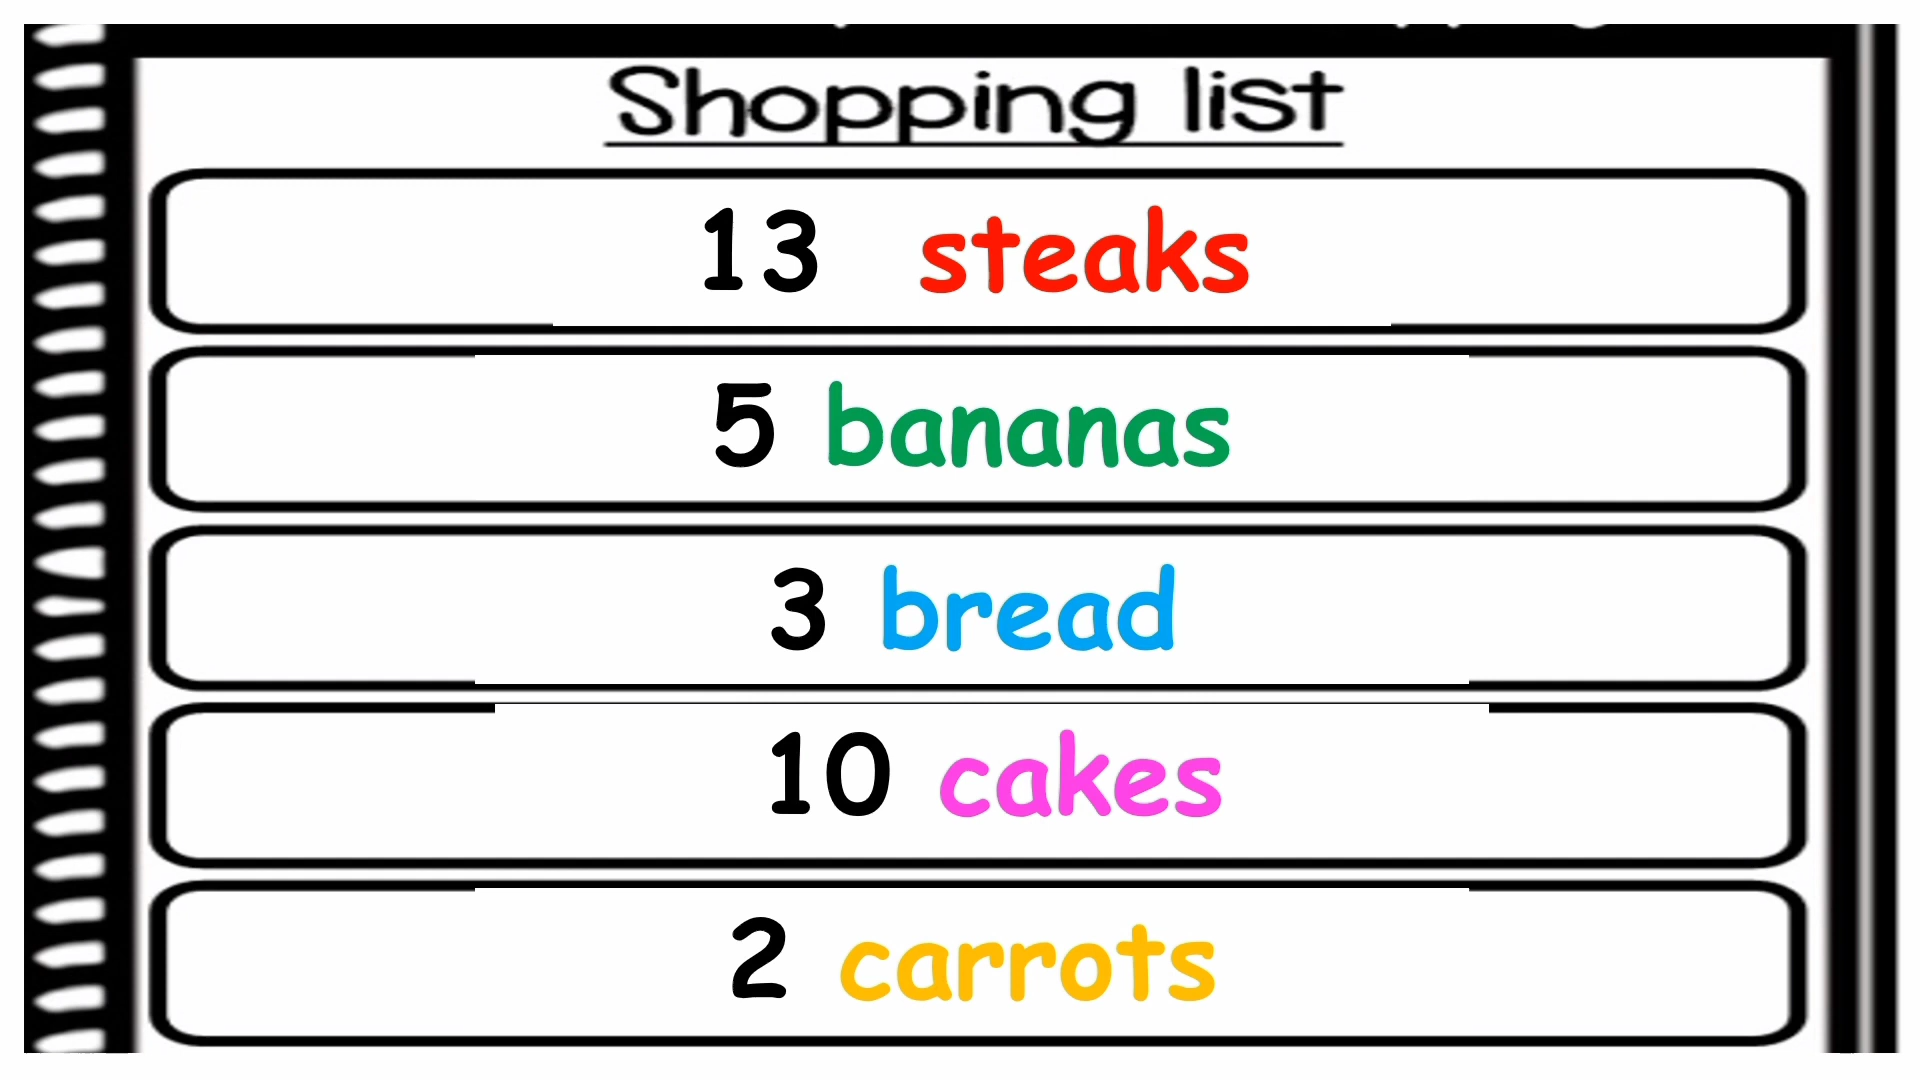 Shopping list
13 steaks
5 bananas
3 bread
10 cakes
2 carrots